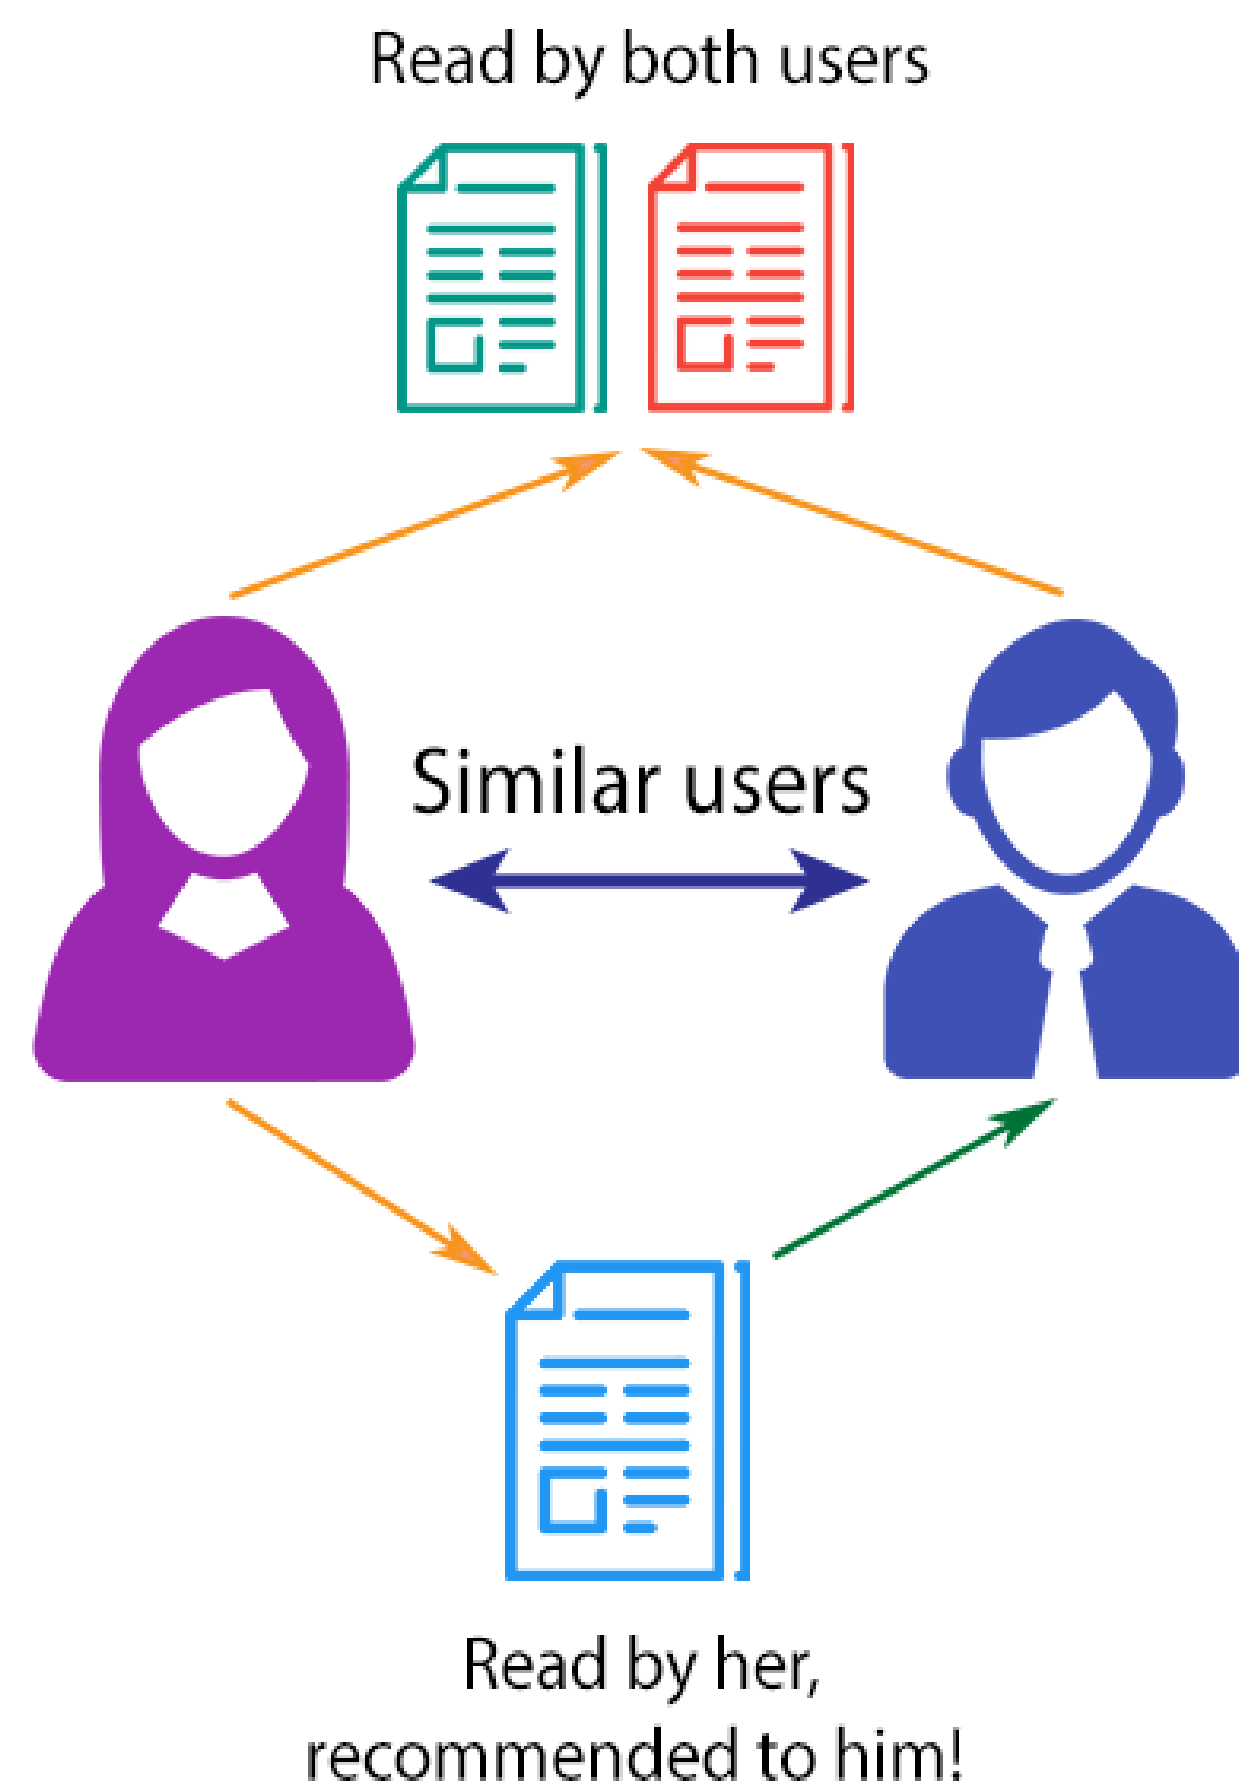 Read by both users
Similar users
Read by her,
recommended to him!